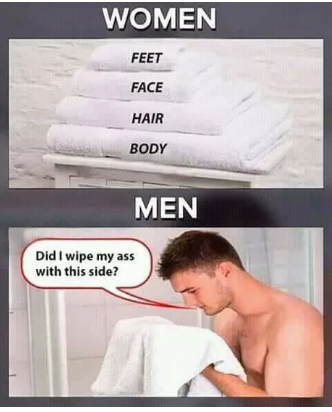 WOMEN
FEET
FACE
HAIR
BODY
MEN
Did I wipe my ass
with this side?